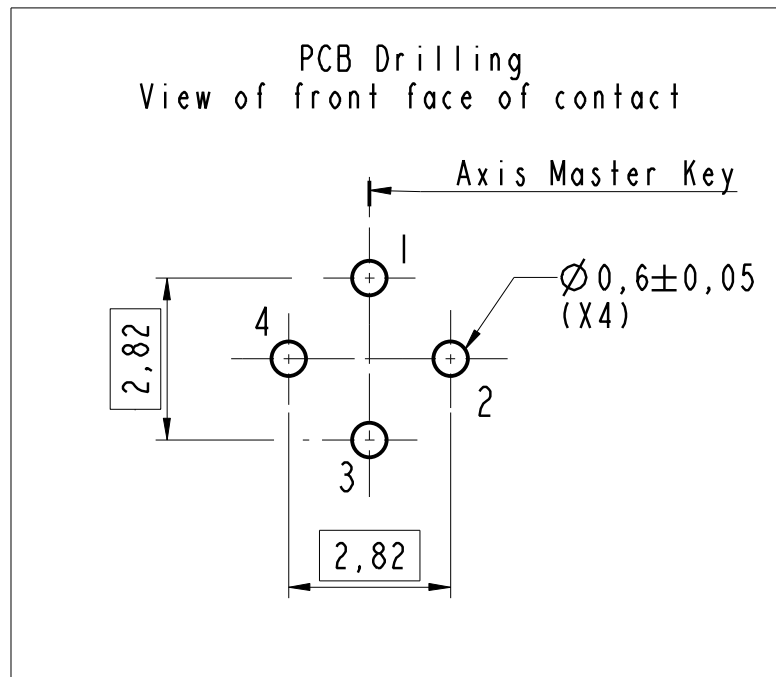 PCB Drilling
View of front face of contact
Axis Master Key
1
Ø0,6±0,05
(X4)
4
2,82
2
3
2,82